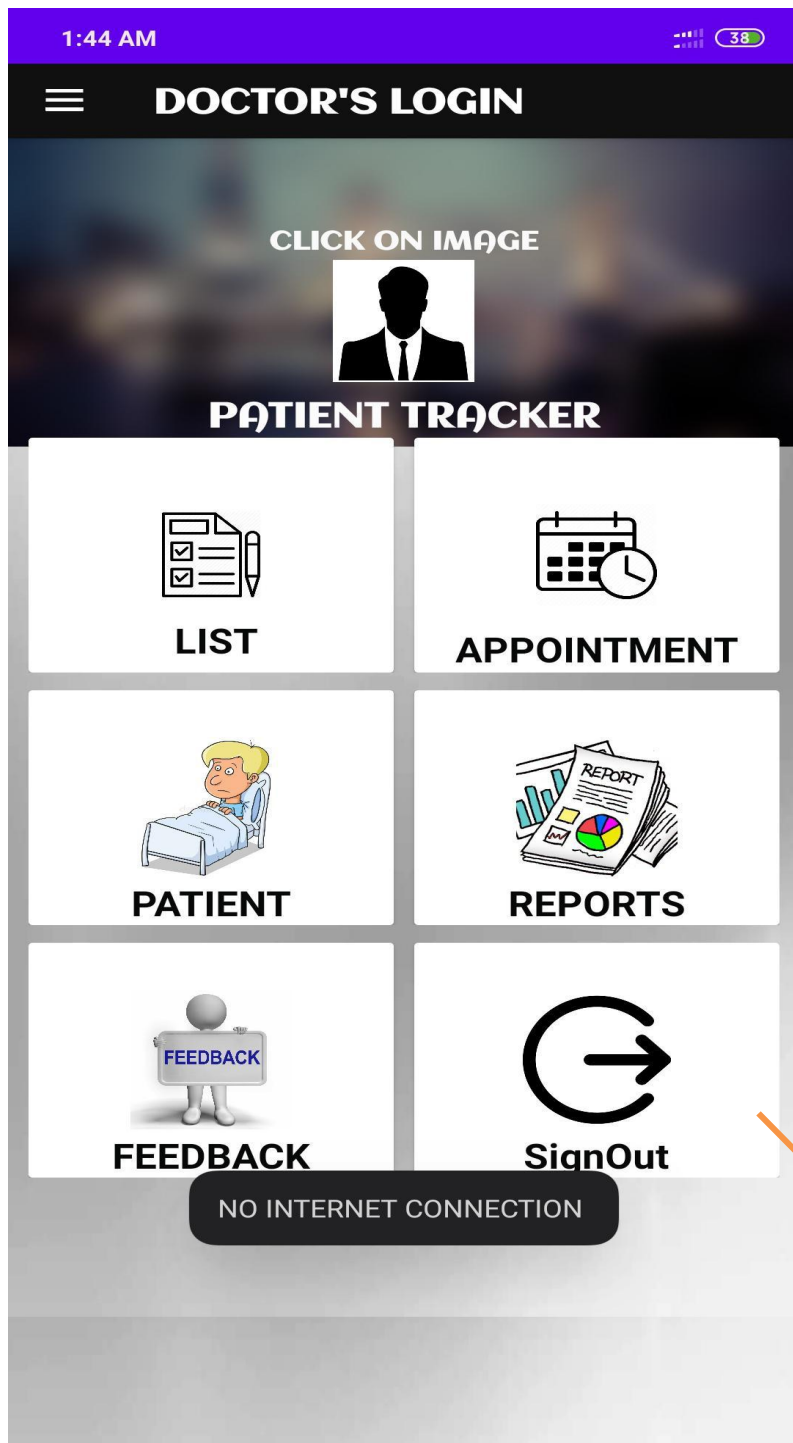 1:44 AM
38
DOCTOR'S LOGIN
CLICK ON IMAGE
PATIENT TRACKER
LIST
APPOINTMENT
REPORT
PATIENT
REPORTS
FEEDBACK
FEEDBACK
SignOut
NO INTERNET CONNECTION